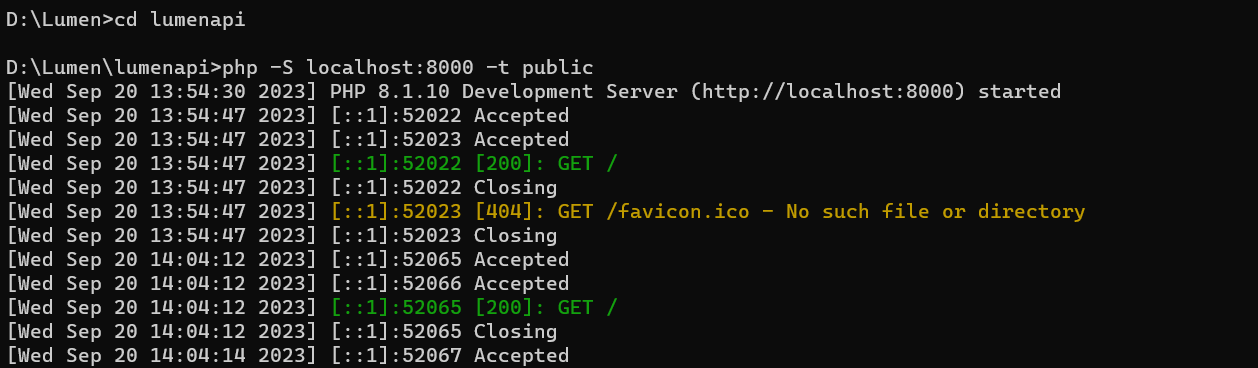 D:\Lumen>cd lumenapi
D:\Lumen\lumenapi>php -S localhost:8000 -t public
[Wed Sep 20 13:54:30 2023] PHP 8.1.10 Development Server (http://localhost:8000) started
[Wed Sep 20 13:54:47 2023] [::1]:52022 Accepted
[Wed Sep 20 13:54:47 2023] [::1]:52023 Accepted
[Wed Sep 20 13:54:47 2023] [::1]:52022 [200]: GET /
[Wed Sep 20 13:54:47 2023] [::1]:52022 Closing
[Wed Sep 20 13:54:47 2023] [::1]:52023 [404]: GET /favicon.ico - No such file or directory
[Wed Sep 20 13:54:47 2023] [::1]:52023 Closing
[Wed Sep 20 14:04:12 2023] [::1]:52065 Accepted
[Wed Sep 20 14:04:12 2023] [::1]:52066 Accepted
[Wed Sep 20 14:04:12 2023] [::1]:52065 [200]: GET /
[Wed Sep 20 14:04:12 2023] [::1]:52065 Closing
[Wed Sep 20 14:04:14 2023] [::1]:52067 Accepted